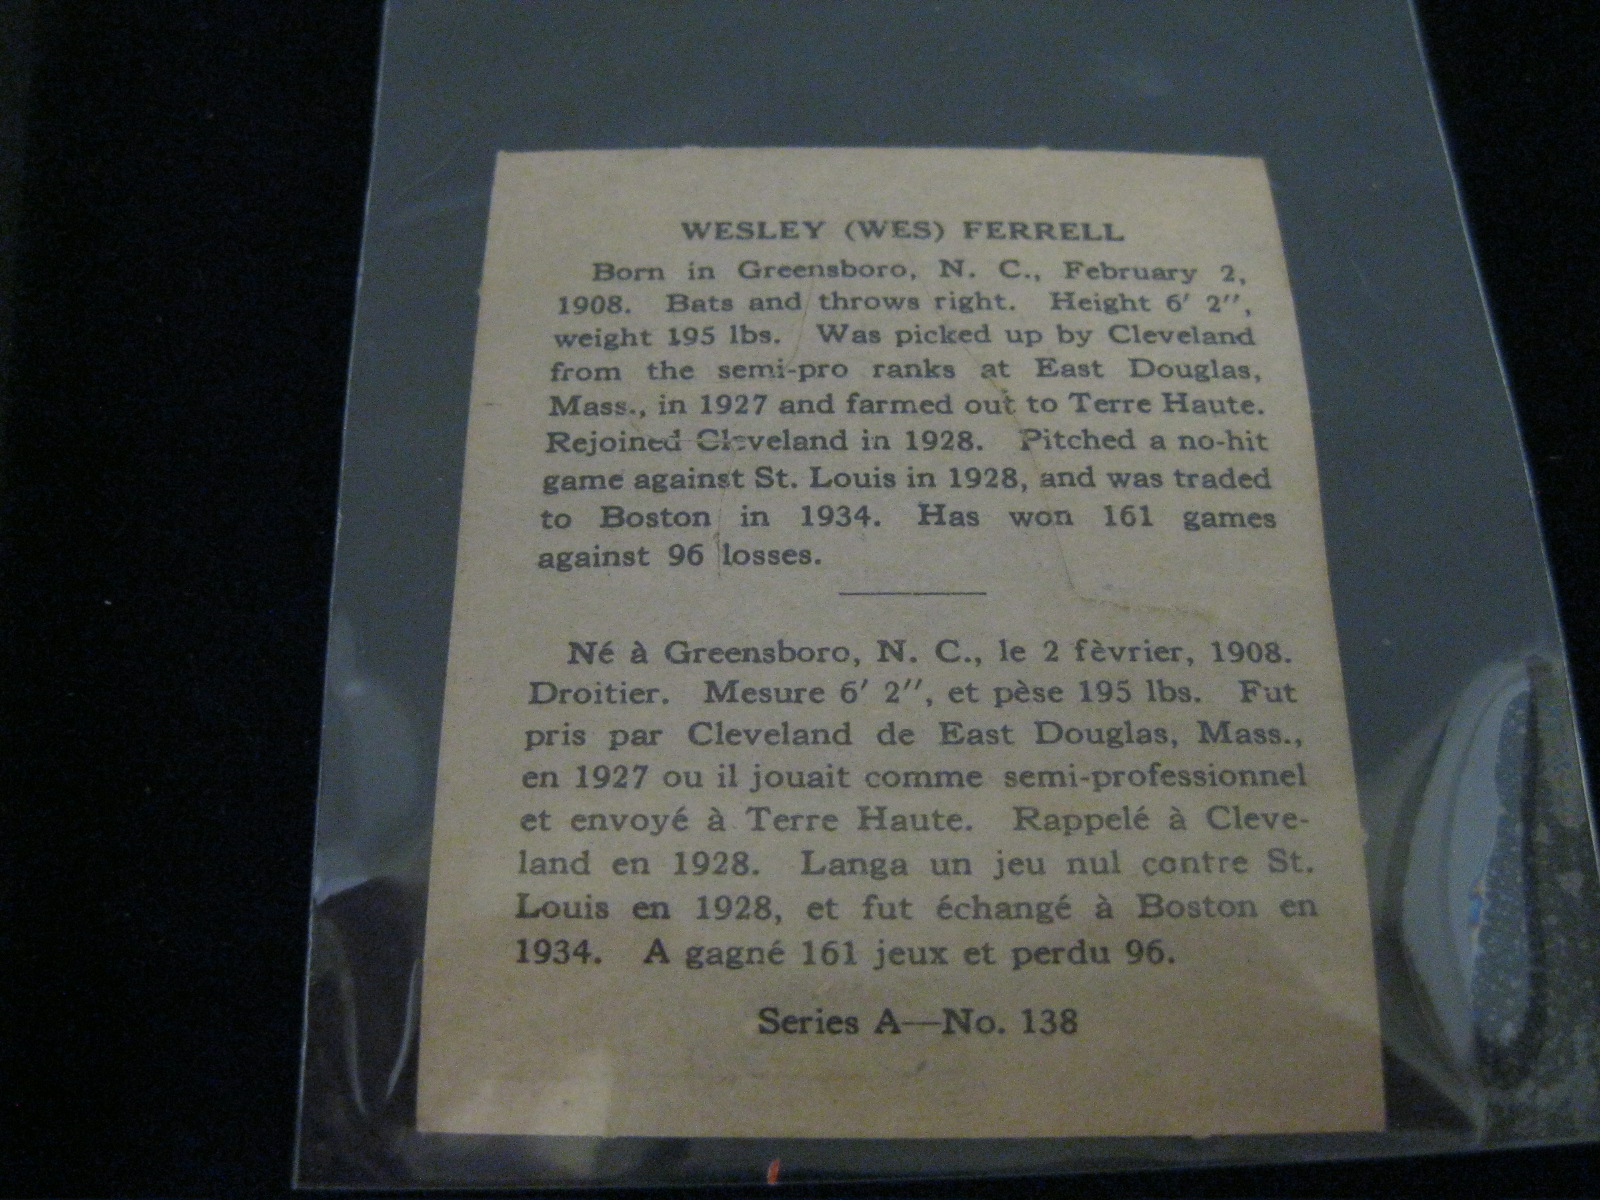 WESLEY (WES) FERRELL
Born in Greensboro, N. C., February 2,
1908. Bats and throws right. Height 6′ 2″,
weight 195 lbs. Was picked up by Cleveland
from the semi-pro ranks at East Douglas,
Mass., in 1927 and farmed out to Terre Haute.
Rejoined Cleveland in 1928. Pitched a no-hit
game against St. Louis in 1928, and was traded
to Boston in 1934. Has won 161 games
against 96 losses.
Né à Greensboro, N. C., le 2 fèvrier, 1908.
Droitier. Mesure 6′ 2″, et pèse 195 lbs. Fut
pris par Cleveland de East Douglas, Mass.,
en 1927 ou il jouait comme semi-professionnel
et envoyé à Terre Haute. Rappelé à Cleve-
land en 1928. Langa un jeu nul contre St.
Louis en 1928, et fut échangé à Boston en
1934. A gagné 161 jeux et perdu 96.
Series A—No. 138